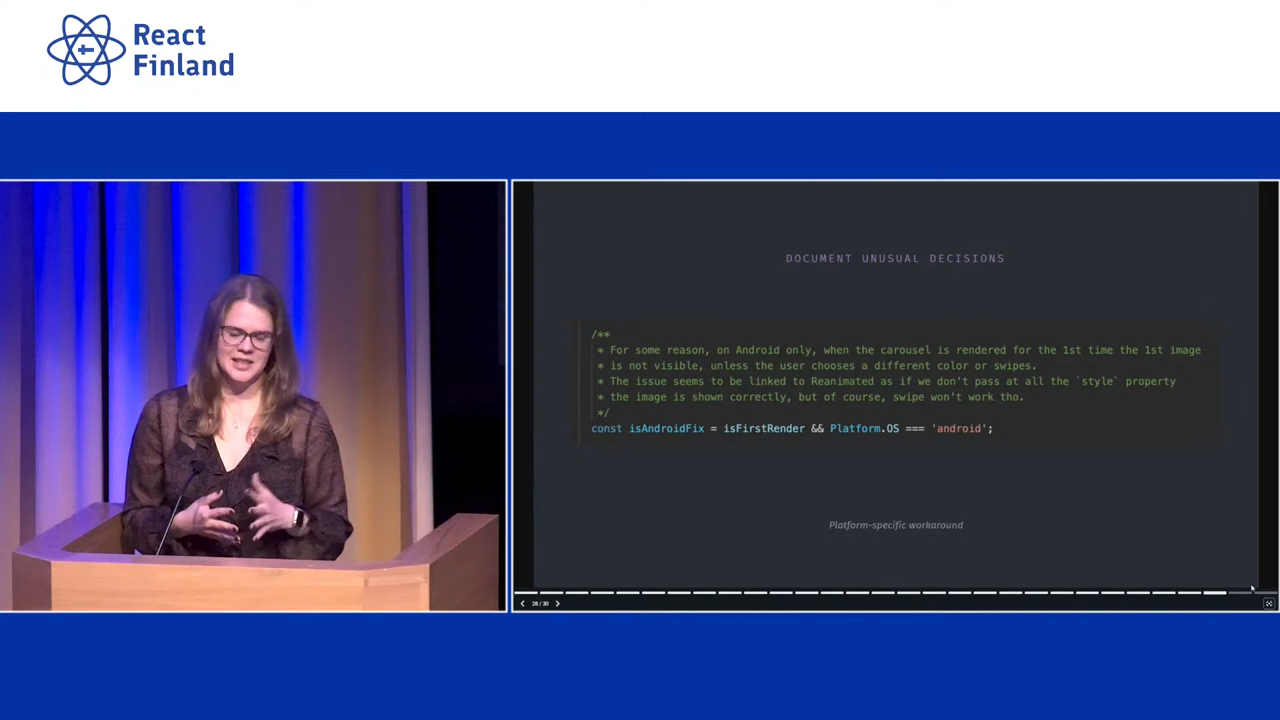 React
Finland
DOCUMENT UNUSUAL DECISIONS
/**
* For some reason, on Android only, when the carousel is rendered for the 1st time the 1st image
* is not visible, unless the user chooses a different color or swipes.
* The issue seems to be linked to Reanimated as if we don't pass at all the `style` property
* the image is shown correctly, but of course, swipe won't work tho.
*/
const isAndroidFix = isFirstRender && Platform.OS === 'android';
Platform-specific workaround
28 / 30